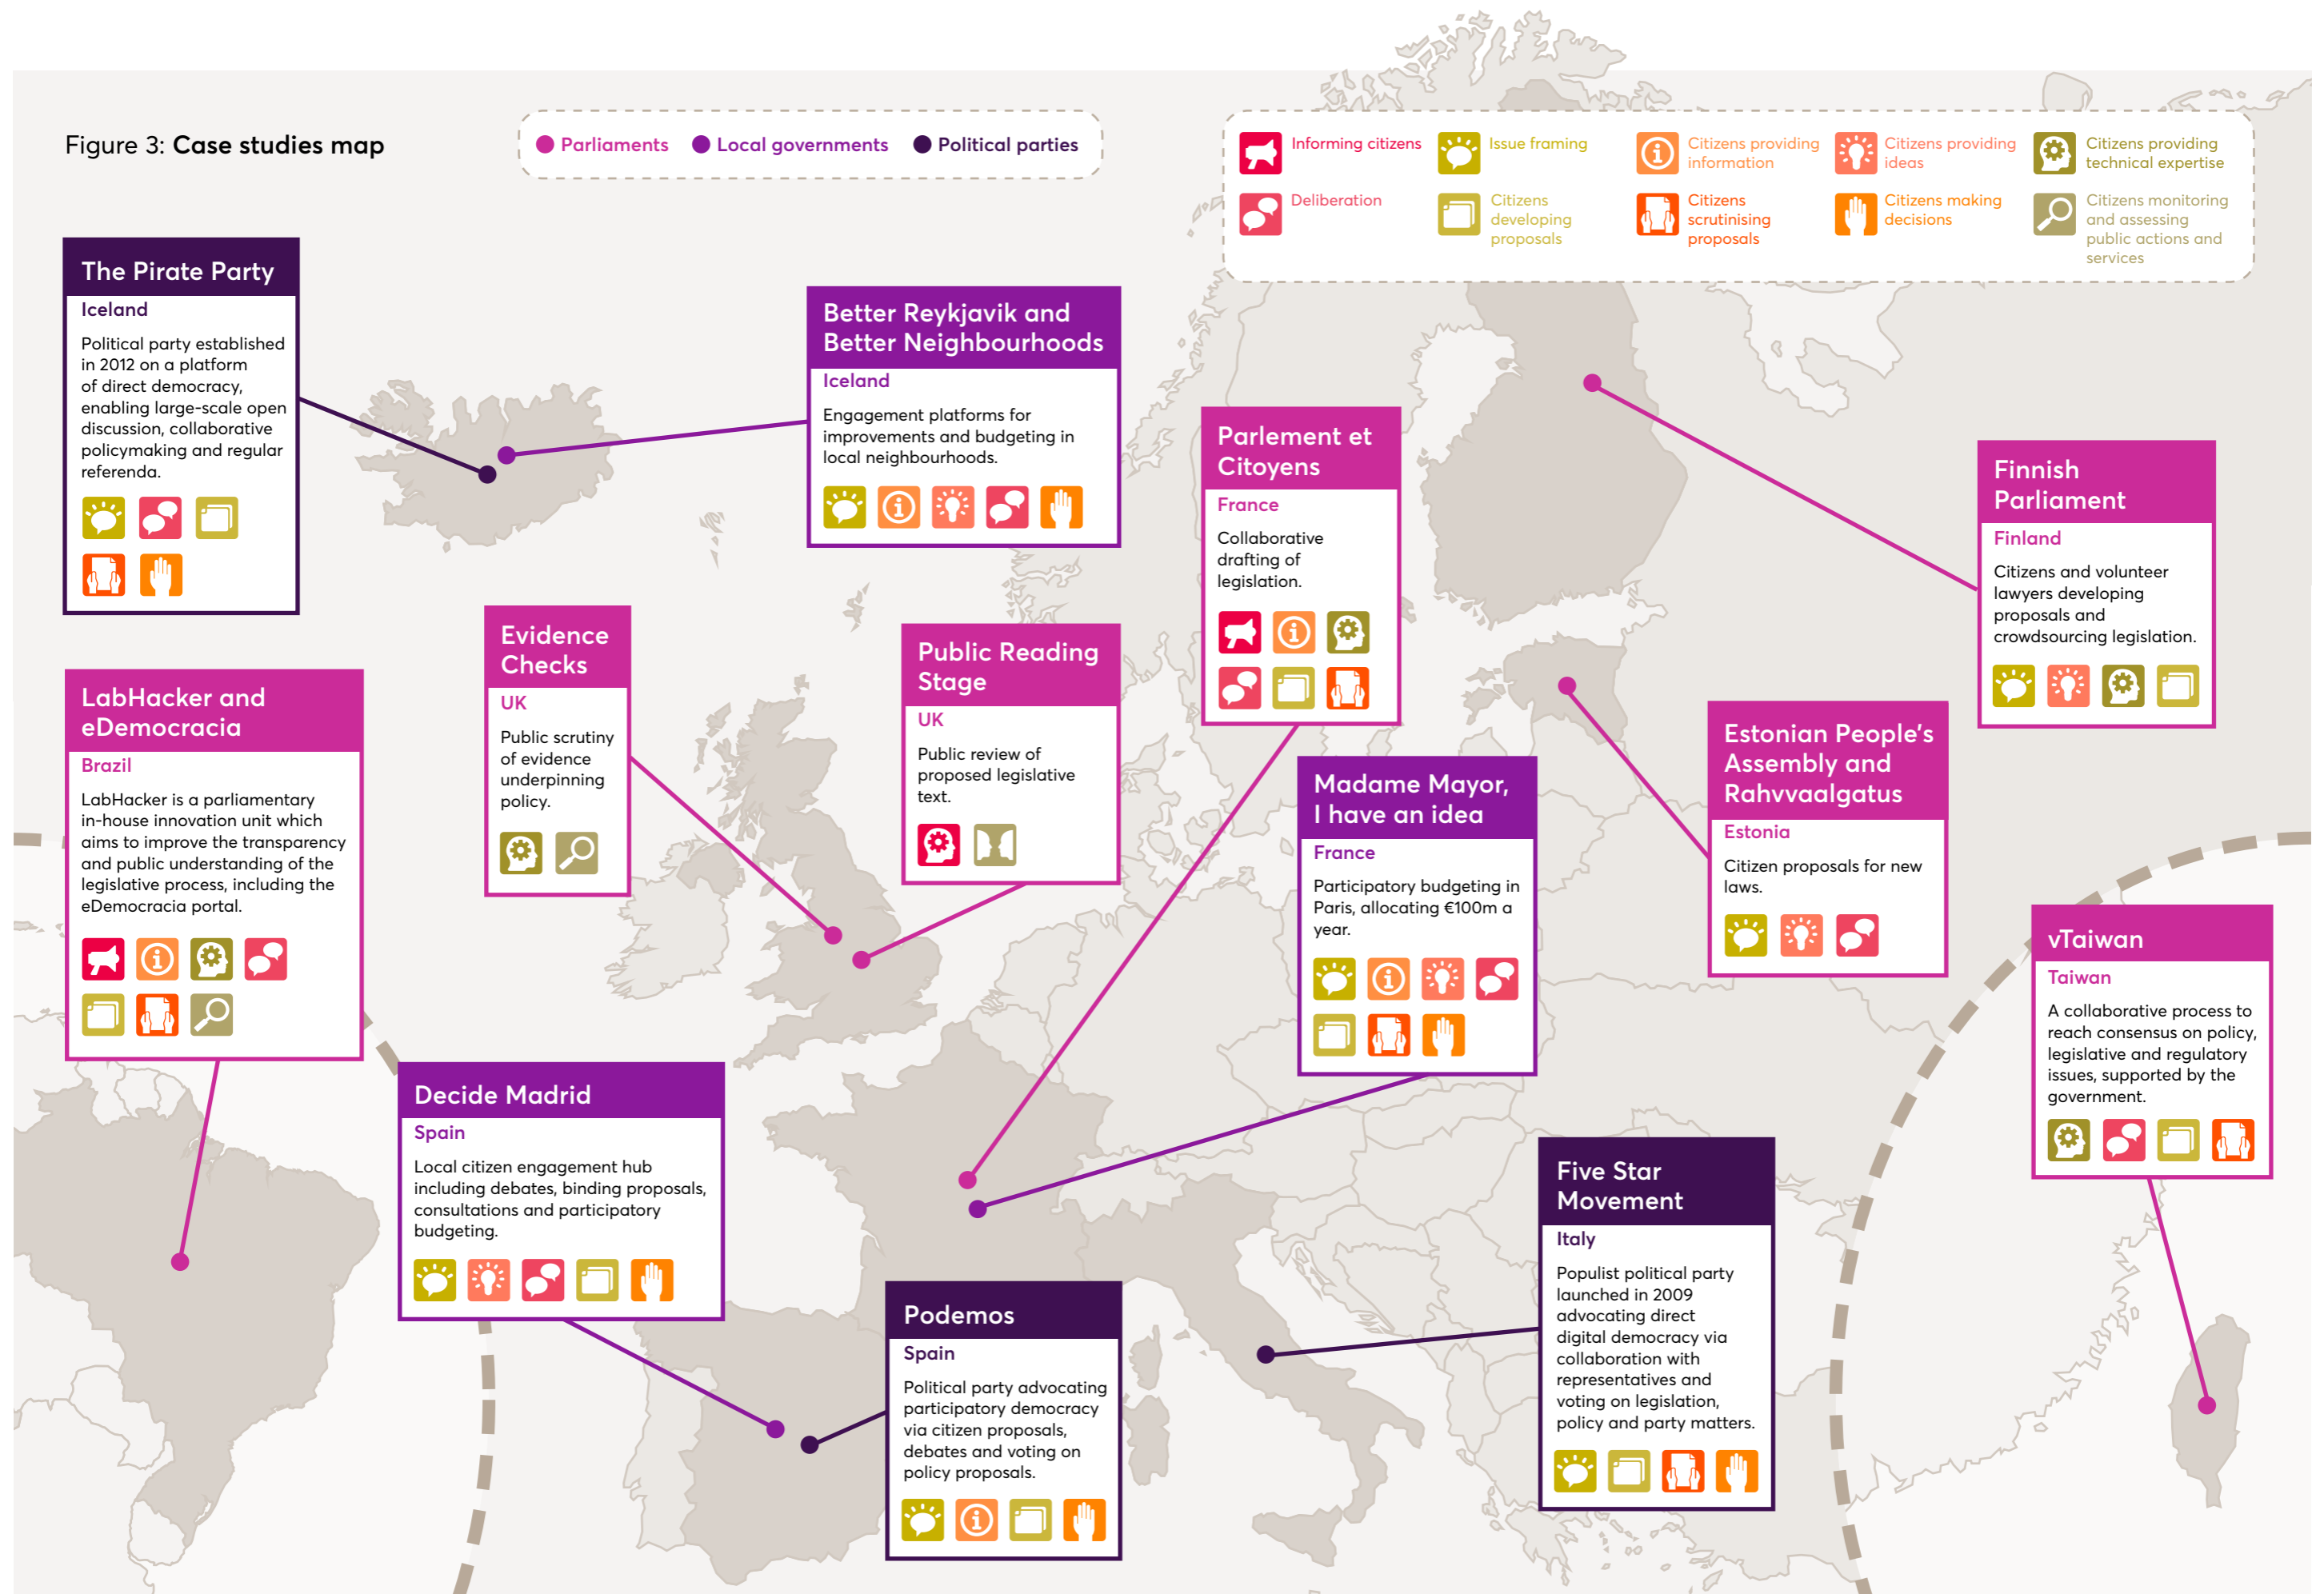 Figure 3: Case studies map
Parliaments
Local governments
Political parties
Informing citizens
Issue framing
Citizens providing
information
Citizens providing
ideas
Citizens providing
technical expertise
Deliberation
Citizens
developing
proposals
Citizens
scrutinising
proposals
Citizens making
decisions
Citizens monitoring
and assessing
public actions and
services
The Pirate Party
Iceland
Political party established
in 2012 on a platform
of direct democracy,
enabling large-scale open
discussion, collaborative
policymaking and regular
referenda.
Better Reykjavik and
Better Neighbourhoods
Iceland
Engagement platforms for
improvements and budgeting in
local neighbourhoods.
Parlement et
Citoyens
France
Collaborative
drafting of
legislation.
Finnish
Parliament
Finland
Citizens and volunteer
lawyers developing
proposals and
crowdsourcing legislation.
Evidence
Checks
UK
Public scrutiny
of evidence
underpinning
policy.
Public Reading
Stage
UK
Public review of
proposed legislative
text.
LabHacker and
eDemocracia
Brazil
LabHacker is a parliamentary
in-house innovation unit which
aims to improve the transparency
and public understanding of the
legislative process, including the
eDemocracia portal.
Madame Mayor,
I have an idea
France
Participatory budgeting in
Paris, allocating €100m a
year.
Estonian People's
Assembly and
Rahvvaalgatus
Estonia
Citizen proposals for new
laws.
vTaiwan
Taiwan
A collaborative process to
reach consensus on policy,
legislative and regulatory
issues, supported by the
government.
Decide Madrid
Spain
Local citizen engagement hub
including debates, binding proposals,
consultations and participatory
budgeting.
Podemos
Spain
Political party advocating
participatory democracy
via citizen proposals,
debates and voting on
policy proposals.
Five Star
Movement
Italy
Populist political party
launched in 2009
advocating direct
digital democracy via
collaboration with
representatives and
voting on legislation,
policy and party matters.